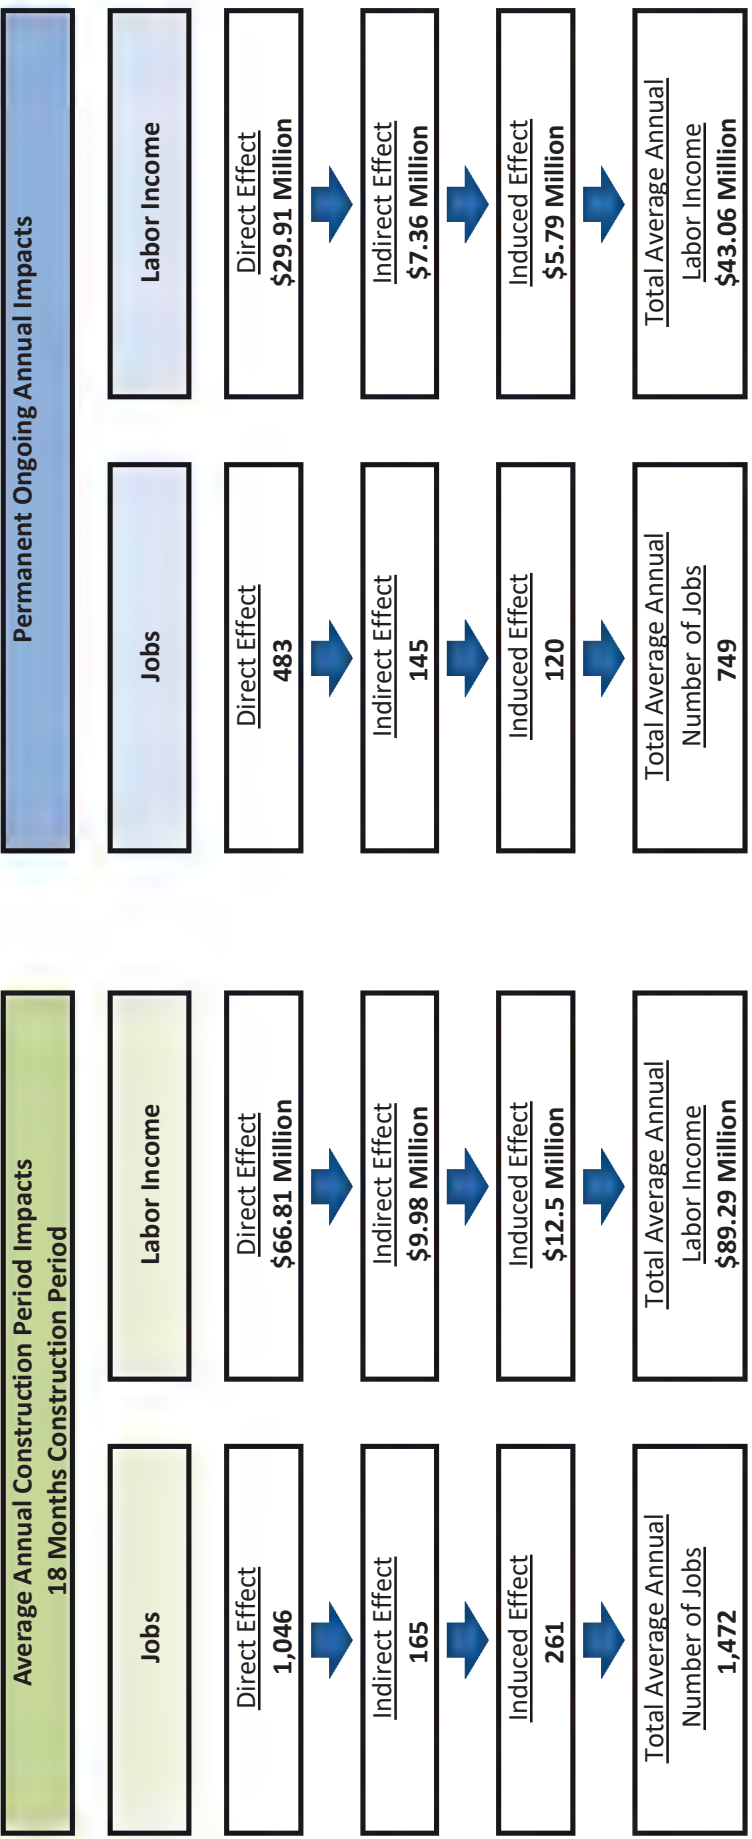 Average Annual Construction Period Impacts
18 Months Construction Period
Jobs
Direct Effect
1,046
Indirect Effect
165
Induced Effect
261
Total Average Annual
Number of Jobs
1,472
Labor Income
Direct Effect
$66.81 Million
Indirect Effect
$9.98 Million
Induced Effect
$12.5 Million
Total Average Annual
Labor Income
$89.29 Million
Permanent Ongoing Annual Impacts
Jobs
Direct Effect
483
Indirect Effect
145
Induced Effect
120
Total Average Annual
Number of Jobs
749
Labor Income
Direct Effect
$29.91 Million
Indirect Effect
$7.36 Million
Induced Effect
$5.79 Million
Total Average Annual
Labor Income
$43.06 Million